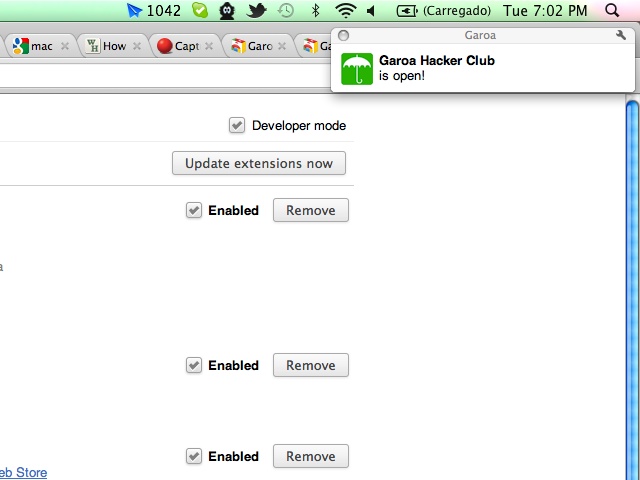 1042 (Carregado) Tue 7:02 PM
mac How Capt Garo Ga
Garoa
Garoa Hacker Club
is open!
Developer mode
Update extensions now
Enabled Remove
a
Enabled Remove
Enabled Remove
eb Store